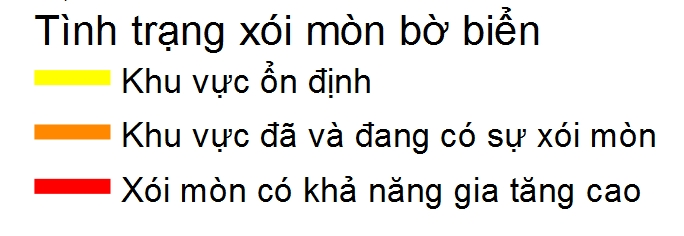 Tình trạng xói mòn bờ biển
Khu vực ổn định
Khu vực đã và đang có sự xói mòn
Xói mòn có khả năng gia tăng cao